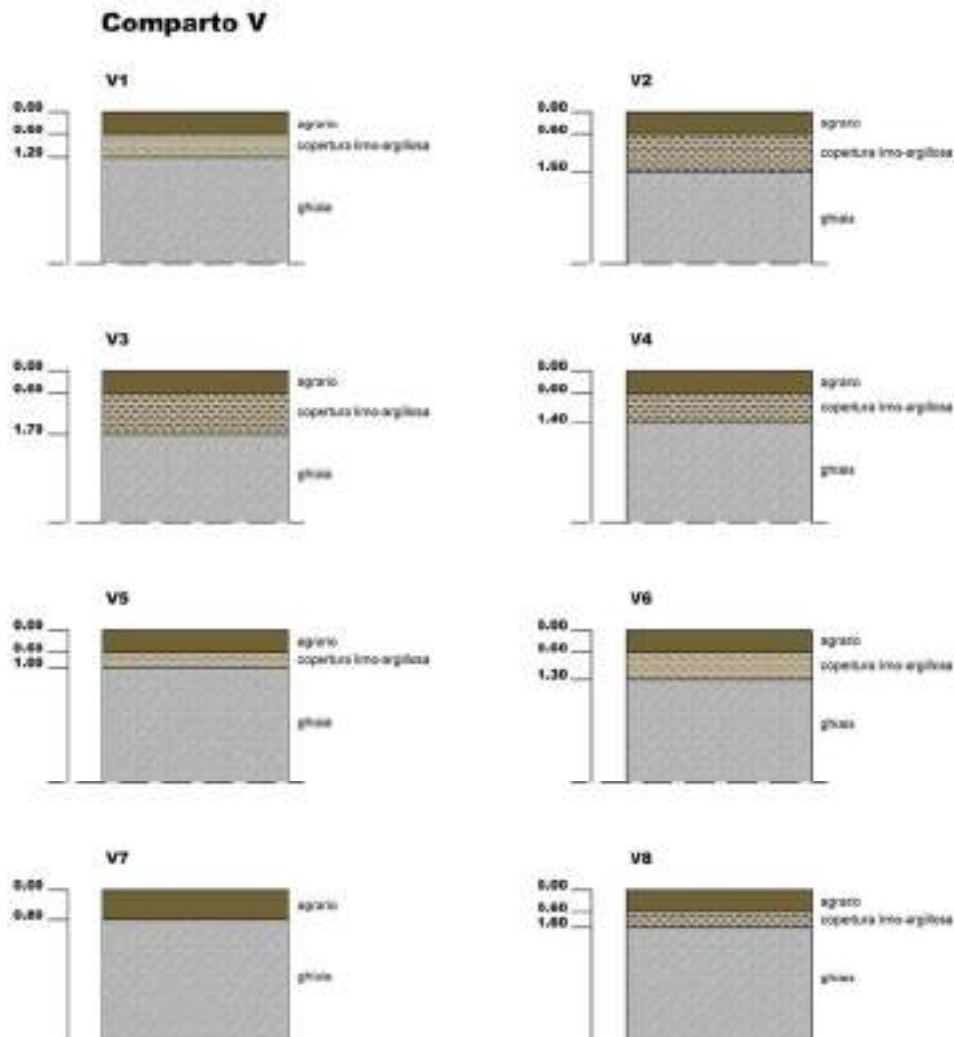 Comparto V
V1
0.00
agrario
0.60
copertura limo-argillosa
1.20
ghiaia
V2
0.00
agrario
0.60
copertura limo-argillosa
1.60
ghiaia
V3
0.00
agrario
0.60
copertura limo-argillosa
1.70
ghiaia
V4
0.00
agrario
0.60
copertura limo-argillosa
1.40
ghiaia
V5
0.00
agrario
0.60
copertura limo-argillosa
1.00
ghiaia
V6
0.00
agrario
0.60
copertura limo-argillosa
1.30
ghiaia
V7
0.00
agrario
0.80
ghiaia
V8
0.00
agrario
0.60
copertura limo-argillosa
1.00
ghiaia